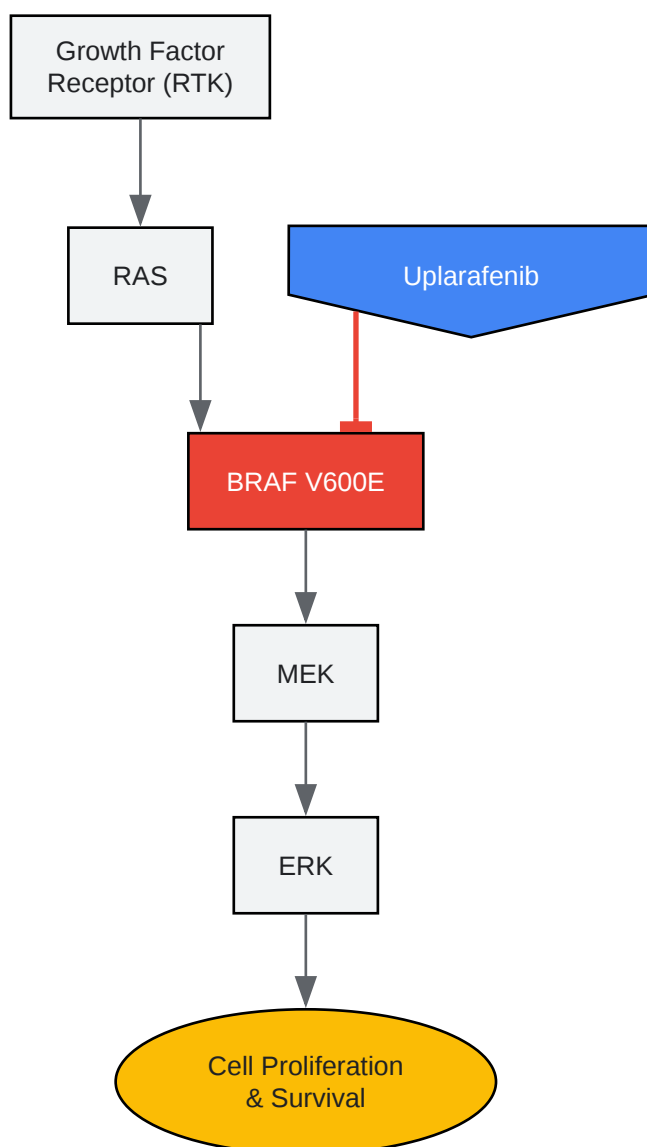 Growth Factor
Receptor (RTK)
RAS
Uplarafenib
BRAF V600E
MEK
ERK
Cell Proliferation
& Survival